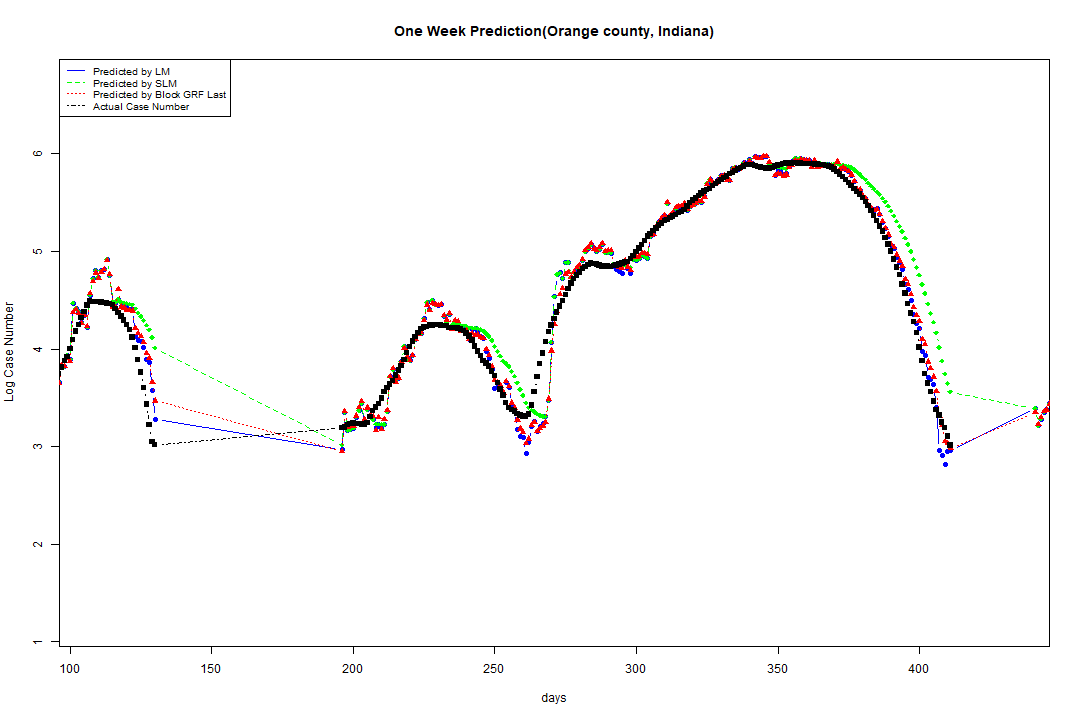 One Week Prediction(Orange county, Indiana)
Predicted by LM
Predicted by SLM
Predicted by Block GRF Last
Actual Case Number
6
5
4
3
2
1
Log Case Number
100 150 200 250 300 350 400
days